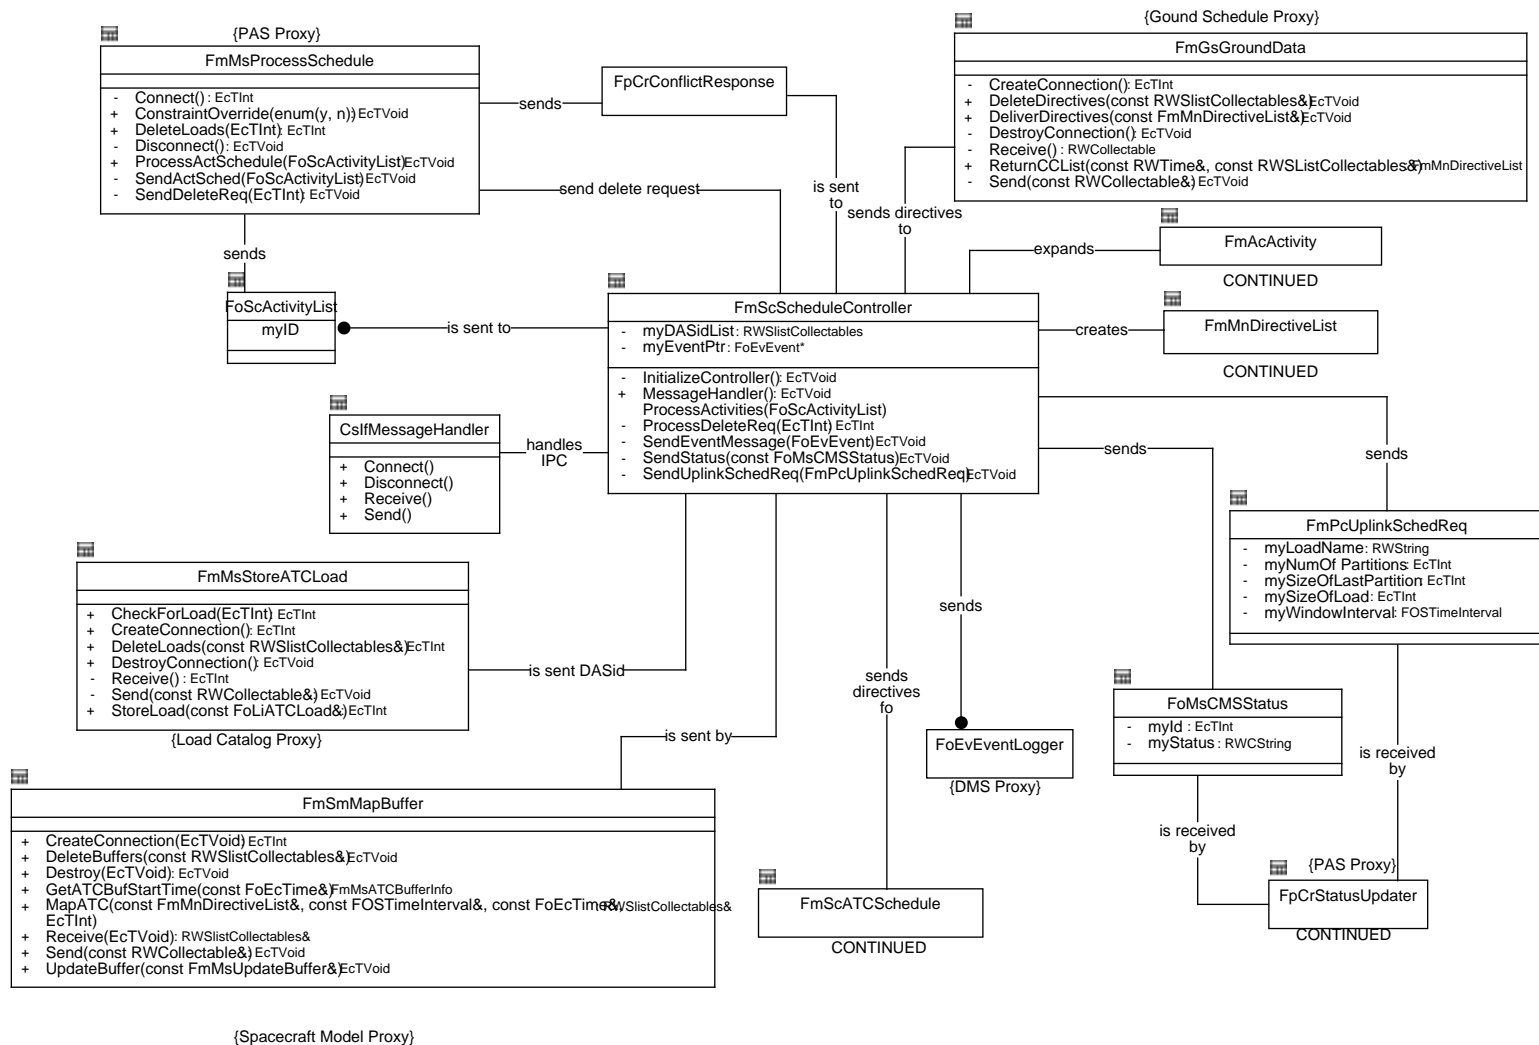 {PAS Proxy}
FmMsProcessSchedule
- Connect() : EcTInt
+ ConstraintOverride(enum(y, n)) : EcTVoid
+ DeleteLoads(EcTInt) : EcTInt
- Disconnect() : EcTVoid
+ ProcessActSchedule(FoScActivityList) EcTVoid
- SendActSched(FoScActivityList) EcTVoid
- SendDeleteReq(EcTInt) : EcTVoid
sends
FpCrConflictResponse
send delete request
is sent
to
{Gound Schedule Proxy}
FmGsGroundData
- CreateConnection() : EcTInt
+ DeleteDirectives(const RWSlistCollectables&) EcTVoid
+ DeliverDirectives(const FmMnDirectiveList&) EcTVoid
- DestroyConnection() : EcTVoid
- Receive() : RWCollectable
+ ReturnCCList(const RWTime&, const RWSListCollectables&) FmMnDirectiveList
- Send(const RWCollectable&) : EcTVoid
sends directives
to
expands
FmAcActivity
CONTINUED
sends
FoScActivityList
myID
is sent to
FmScScheduleController
- myDASidList : RWSlistCollectables
- myEventPtr : FoEvEvent*
- InitializeController() : EcTVoid
+ MessageHandler() : EcTVoid
ProcessActivities(FoScActivityList)
- ProcessDeleteReq(EcTInt) : EcTInt
- SendEventMessage(FoEvEvent) EcTVoid
- SendStatus(const FoMsCMSStatus) EcTVoid
- SendUplinkSchedReq(FmPcUplinkSchedReq) EcTVoid
creates
FmMnDirectiveList
CONTINUED
CsIfMessageHandler
+ Connect()
+ Disconnect()
+ Receive()
+ Send()
handles
IPC
sends
sends
FmPcUplinkSchedReq
- myLoadName : RWString
- myNumOf Partitions : EcTInt
- mySizeOfLastPartition : EcTInt
- mySizeOfLoad : EcTInt
- myWindowInterval : FOSTimeInterval
FmMsStoreATCLoad
+ CheckForLoad(EcTInt) : EcTInt
+ CreateConnection() : EcTInt
+ DeleteLoads(const RWSlistCollectables&) EcTInt
+ DestroyConnection() : EcTVoid
- Receive() : EcTInt
- Send(const RWCollectable&) : EcTVoid
+ StoreLoad(const FoLiATCLoad&) : EcTInt
{Load Catalog Proxy}
is sent DASid
is sent by
sends
directives
fo
sends
FoEvEventLogger
{DMS Proxy}
FoMsCMSStatus
- myId : EcTInt
- myStatus : RWCString
is received
by
is received
by
FmSmMapBuffer
+ CreateConnection(EcTVoid) : EcTInt
+ DeleteBuffers(const RWSlistCollectables&) EcTVoid
+ Destroy(EcTVoid) : EcTVoid
+ GetATCBufStartTime(const FoEcTime&) FmMsATCBufferInfo
+ MapATC(const FmMnDirectiveList&, const FOSTimeInterval&, const FoEcTime&, : RWSlistCollectables&
EcTInt)
+ Receive(EcTVoid) : RWSlistCollectables&
+ Send(const RWCollectable&) : EcTVoid
+ UpdateBuffer(const FmMsUpdateBuffer&) EcTVoid
{Spacecraft Model Proxy}
FmScATCSchedule
CONTINUED
{PAS Proxy}
FpCrStatusUpdater
CONTINUED